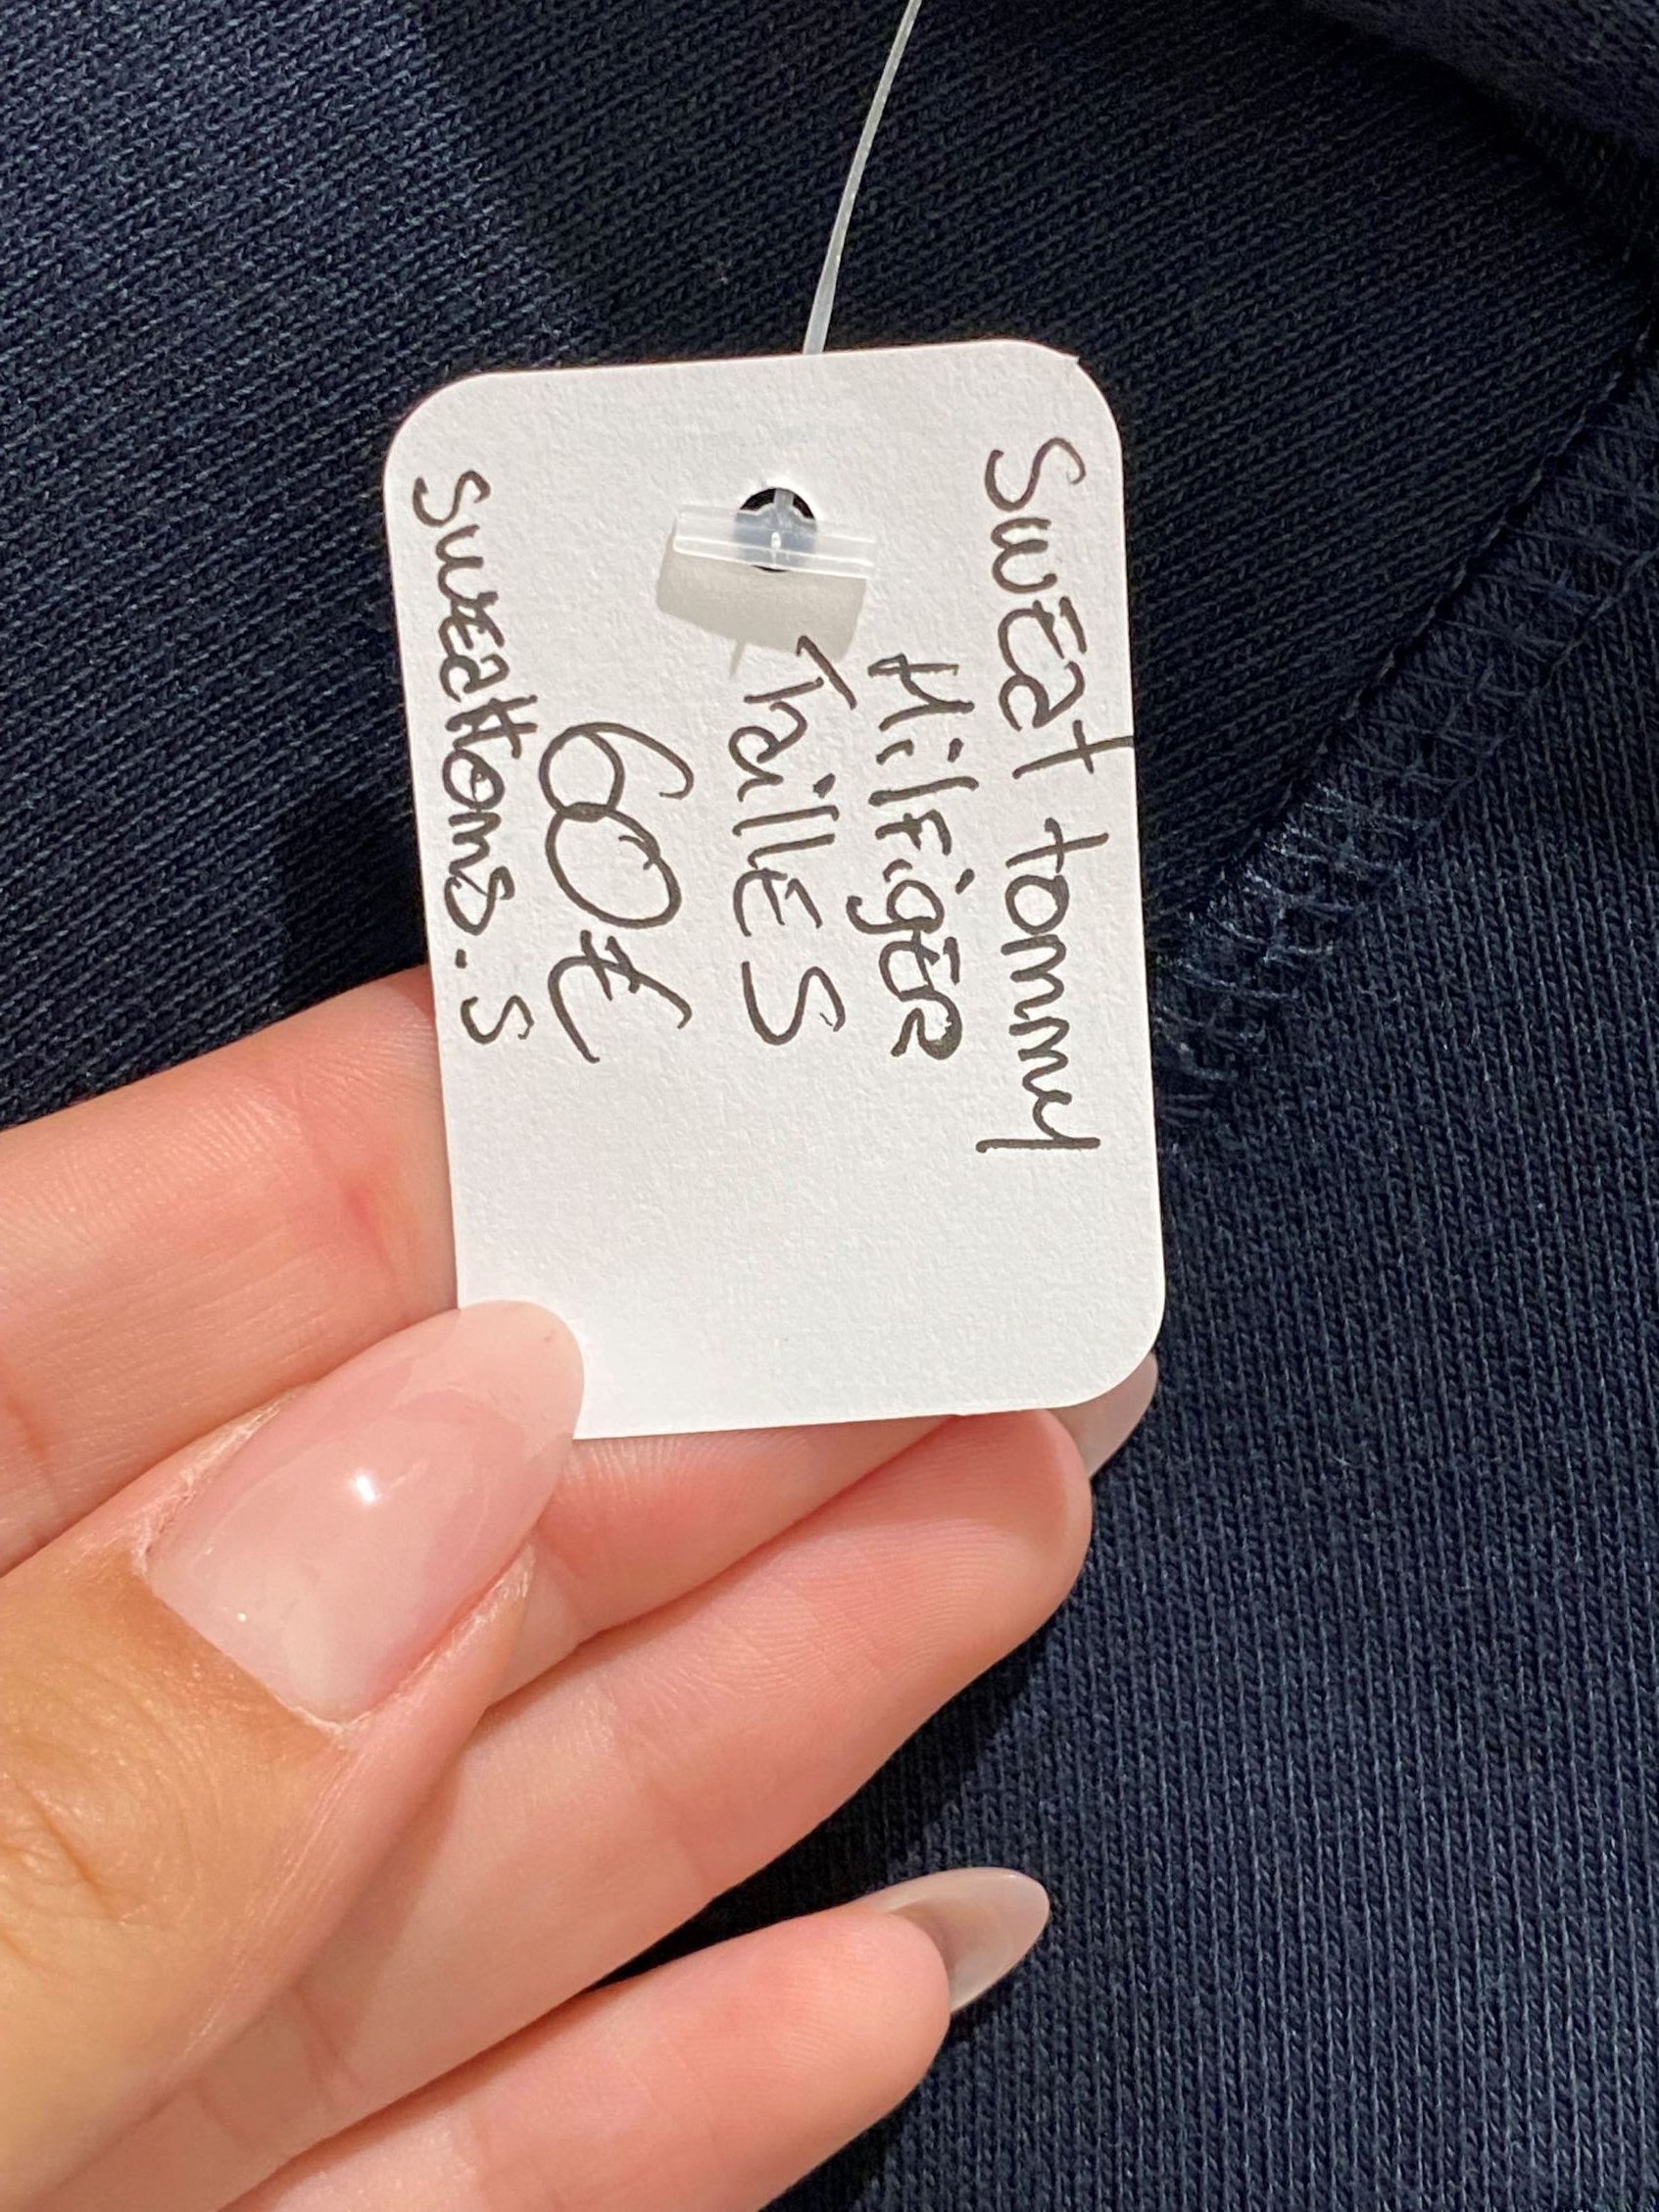 Sweat tommy
HilFigER
TaillE S
60€
sweattoms.s